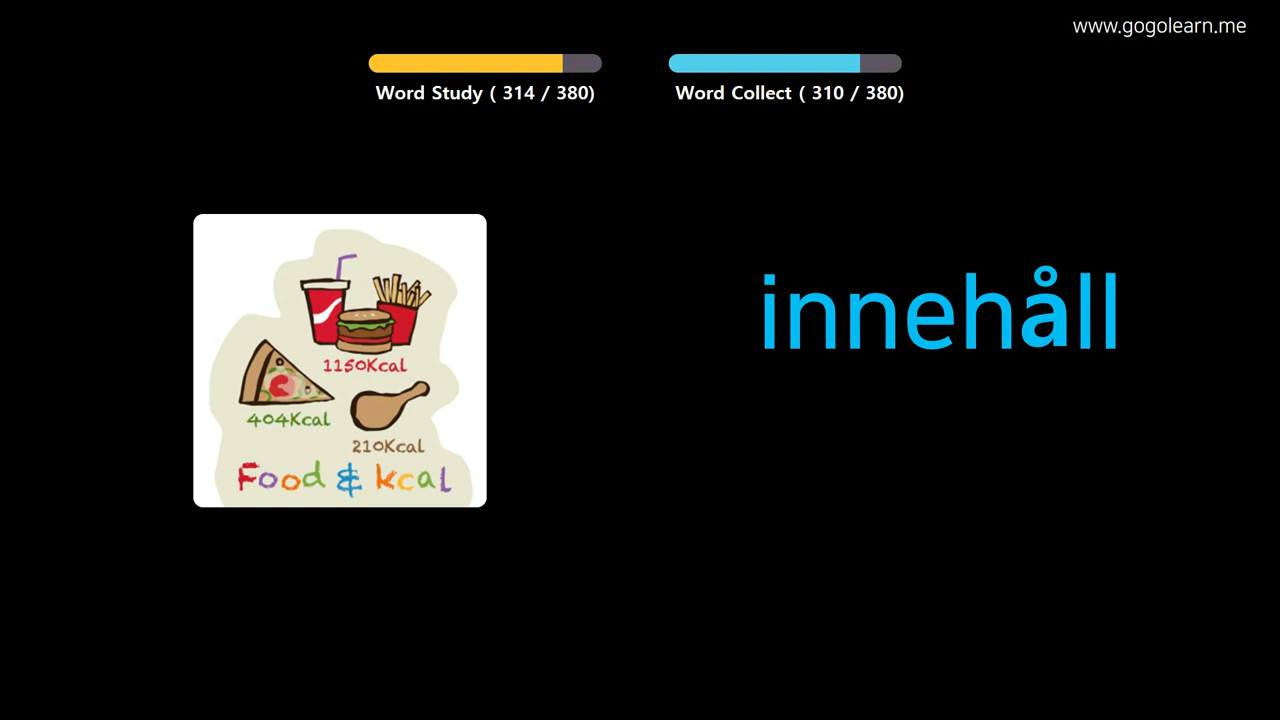 www.gogolearn.me
Word Study ( 314 / 380)
Word Collect ( 310 / 380)
innehåll
1150Kcal
404Kcal
210Kcal
Food & kcal